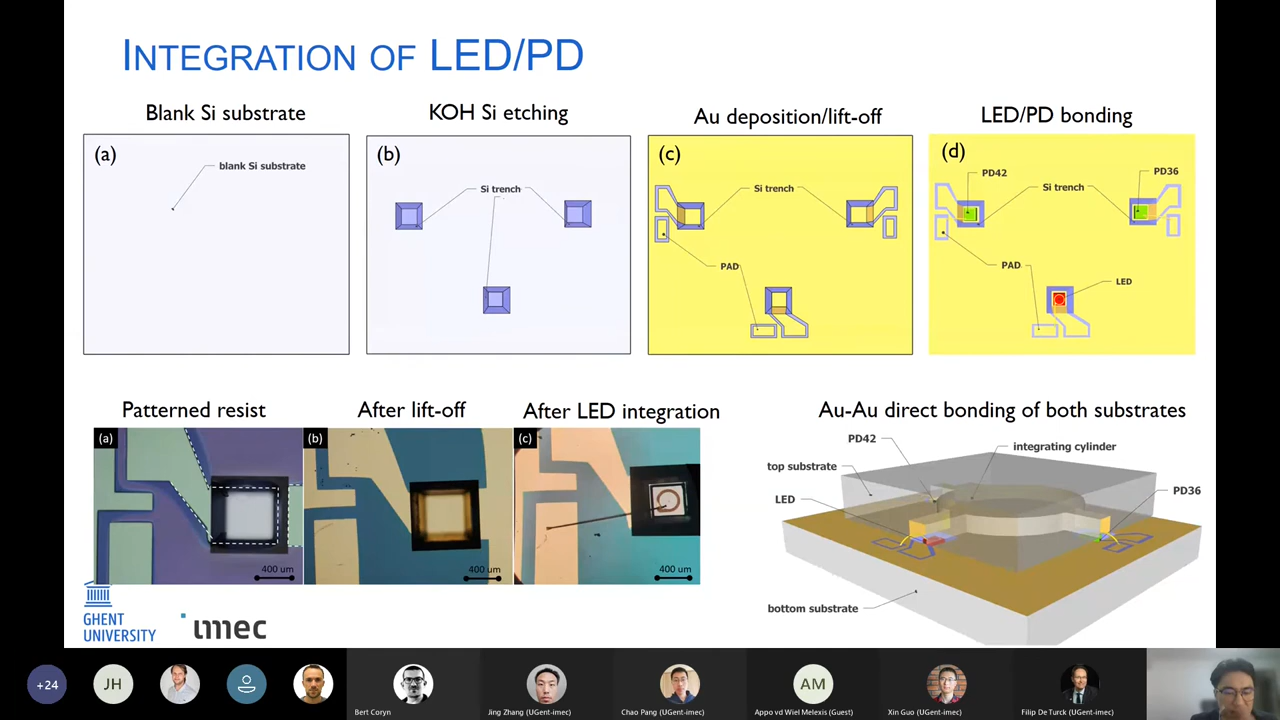 INTEGRATION OF LED/PD
Blank Si substrate
KOH Si etching
Au deposition/lift-off
LED/PD bonding
(a)
blank Si substrate
(b)
Si trench
(c)
Si trench
PAD
(d)
PD42
Si trench
PD36
PAD
LED
Patterned resist
After lift-off
After LED integration
(a)
400 um
(b)
400 um
(c)
400 um
Au-Au direct bonding of both substrates
PD42
integrating cylinder
top substrate
LED
PD36
bottom substrate
GHENT
UNIVERSITY
imec
+24
JH
Bert Coryn
Jing Zhang (UGent-imec)
Chao Pang (UGent-imec)
AM
Appo vd Wiel Melexis (Guest)
Xin Guo (UGent-imec)
Filip De Turck (UGent-imec)